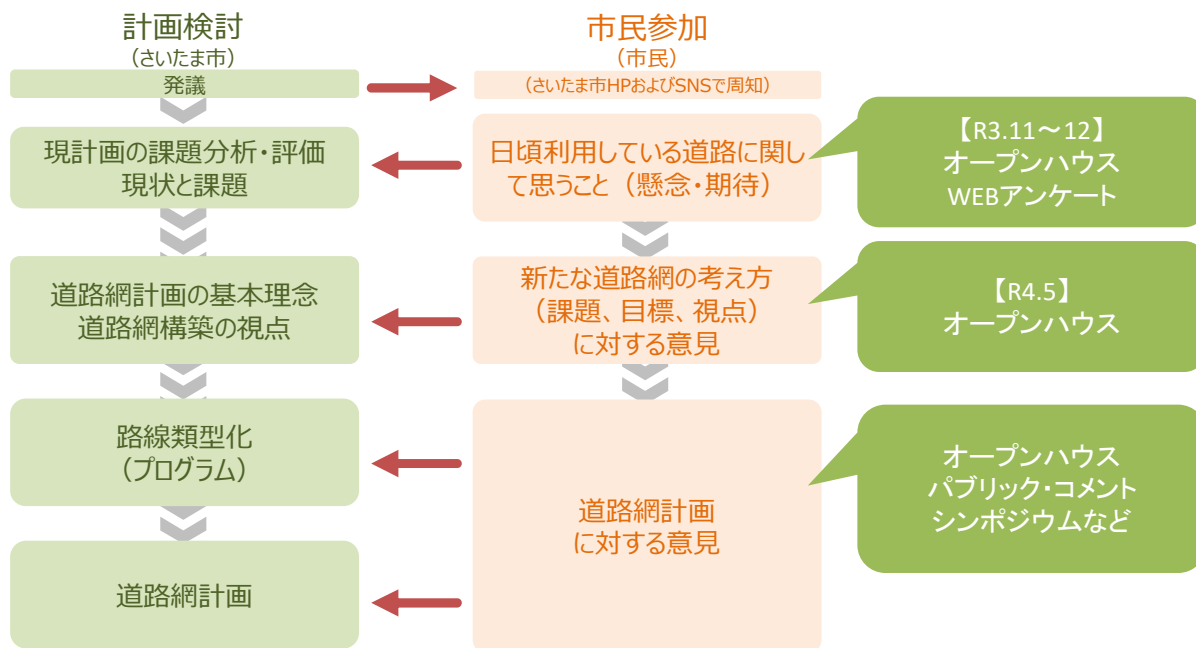 計画検討
(さいたま市)
発議
現計画の課題分析・評価
現状と課題
道路網計画の基本理念
道路網構築の視点
路線類型化
(プログラム)
道路網計画
市民参加
(市民)
(さいたま市HPおよびSNSで周知)
日頃利用している道路に関し
て思うこと(懸念・期待)
新たな道路網の考え方
(課題、目標、視点)
に対する意見
道路網計画
に対する意見
【R3.11～12】
オープンハウス
WEBアンケート
【R4.5】
オープンハウス
オープンハウス
パブリック・コメント
シンポジウムなど